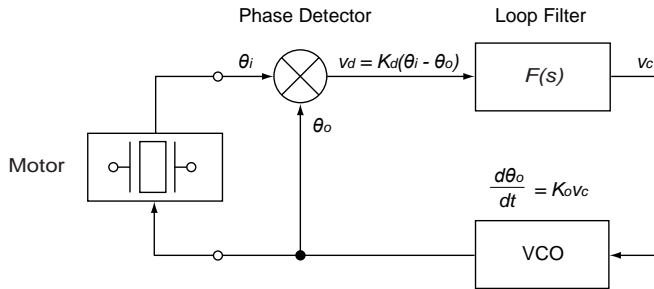 Phase Detector
Loop Filter
θi
vd = Kd(θi - θo)
F(s)
vc
θo
Motor
dθo
dt
= Kovc
VCO